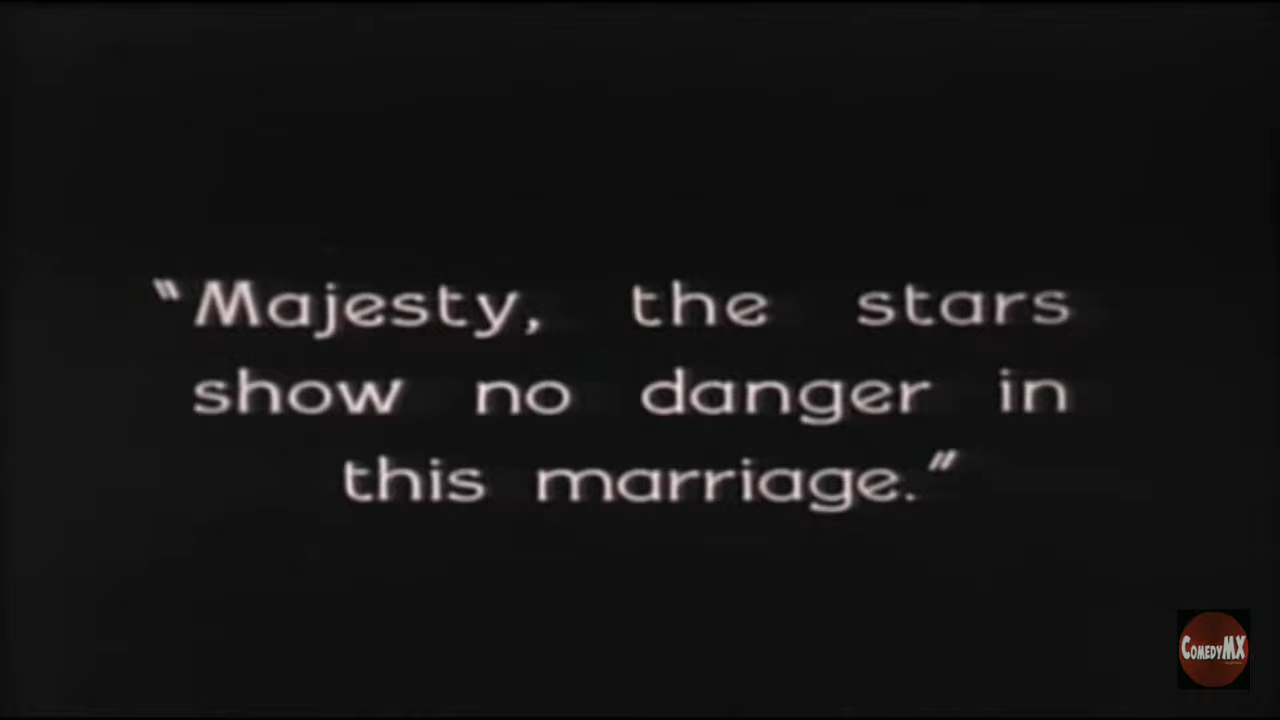 "Majesty, the stars
show no danger in
this marriage."
COMEDYMX